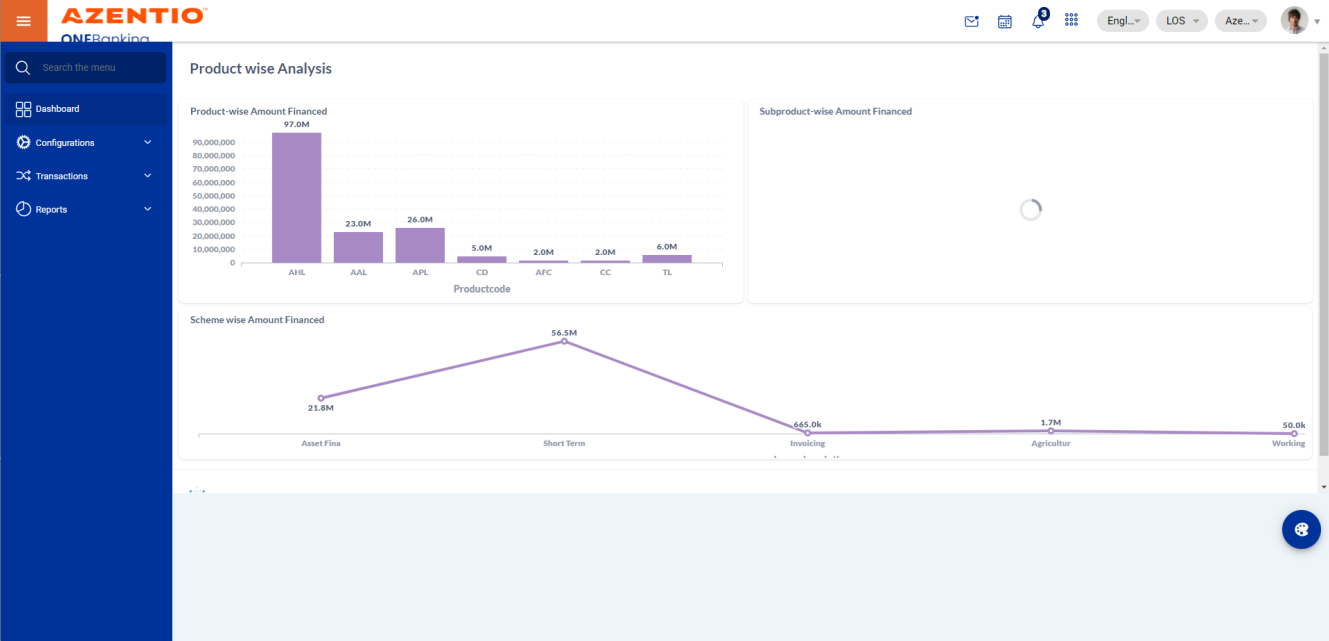 AZENTIO
ONEBanking
3
Engl...
LOS
Aze...
Search the menu
Dashboard
Configurations
Transactions
Reports
Product wise Analysis
Product-wise Amount Financed
97.0M
90,000,000
80,000,000
70,000,000
60,000,000
50,000,000
40,000,000
30,000,000
20,000,000
10,000,000
0
23.0M
26.0M
5.0M
2.0M
2.0M
6.0M
AHL
AAL
APL
CD
AFC
CC
TL
Productcode
Subproduct-wise Amount Financed
Scheme wise Amount Financed
56.5M
21.8M
665.0k
1.7M
50.0k
Asset Fina
Short Term
Invoicing
Agricultur
Working